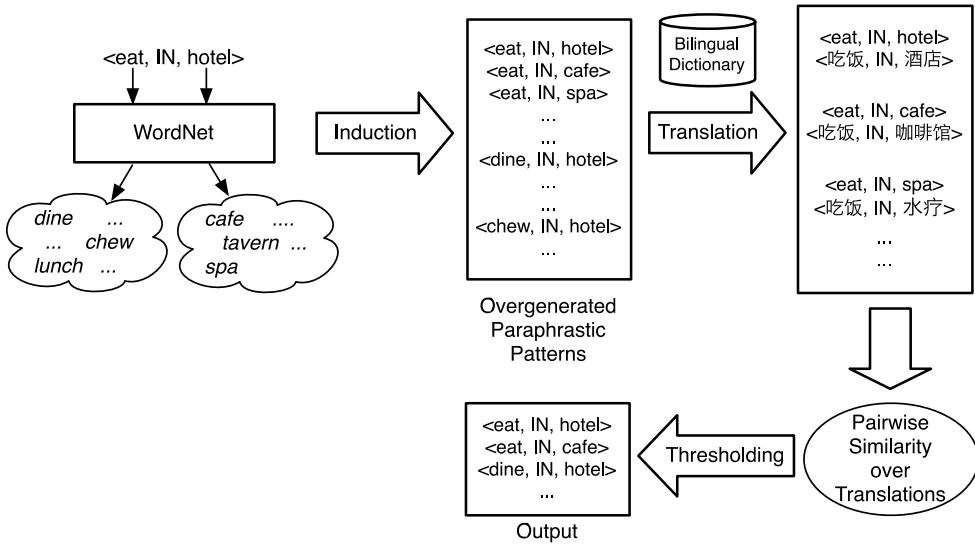 <eat, IN, hotel>
WordNet
dine ...
... chew
lunch ...
cafe ....
tavern ...
spa
Induction
<eat, IN, hotel>
<eat, IN, cafe>
<eat, IN, spa>
...
...
<dine, IN, hotel>
...
...
<chew, IN, hotel>
...
Overgenerated
Paraphrastic
Patterns
Bilingual
Dictionary
Translation
<eat, IN, hotel>
<吃饭, IN, 酒店>
<eat, IN, cafe>
<吃饭, IN, 咖啡馆>
<eat, IN, spa>
<吃饭, IN, 水疗>
...
...
Pairwise
Similarity
over
Translations
Thresholding
<eat, IN, hotel>
<eat, IN, cafe>
<dine, IN, hotel>
...
Output